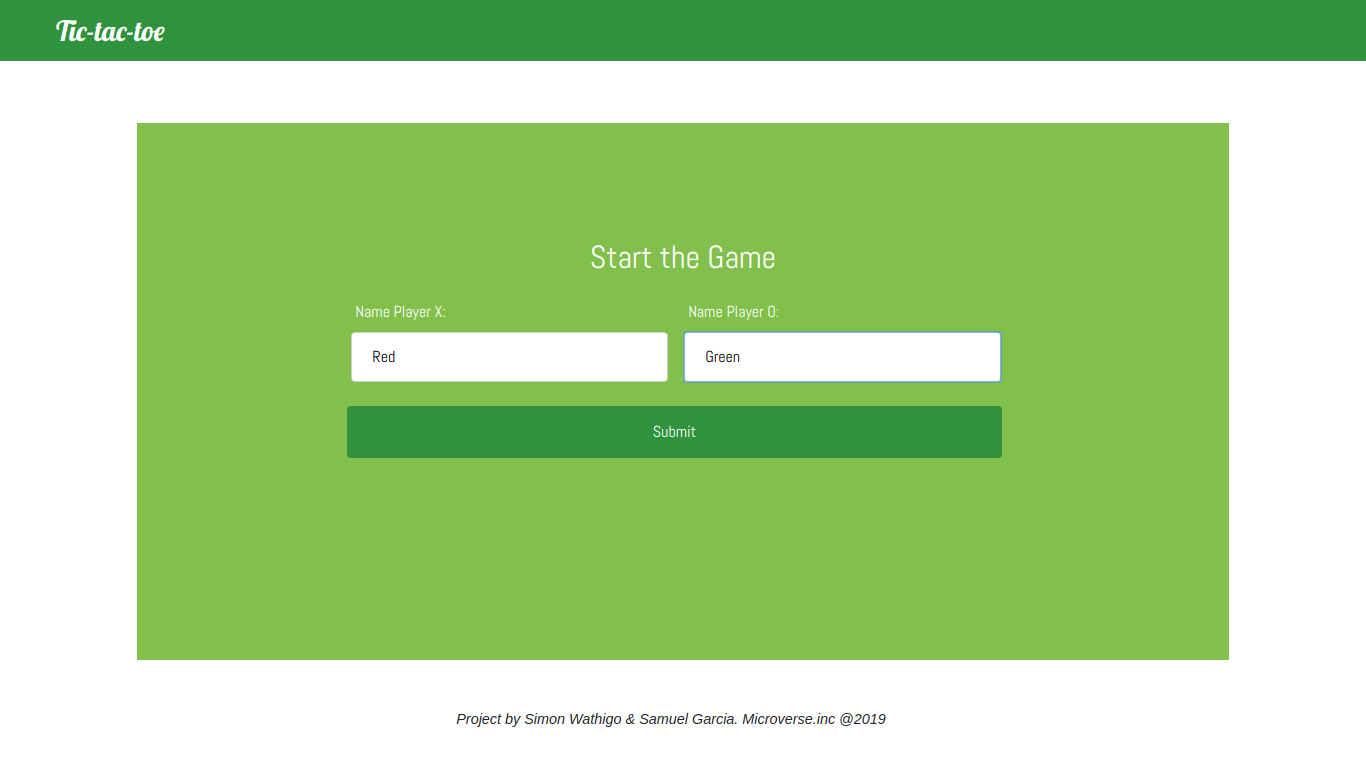 Tic-tac-toe
Start the Game
Name Player X: Name Player O:
Red Green
Submit
Project by Simon Wathigo & Samuel Garcia. Microverse.inc @2019